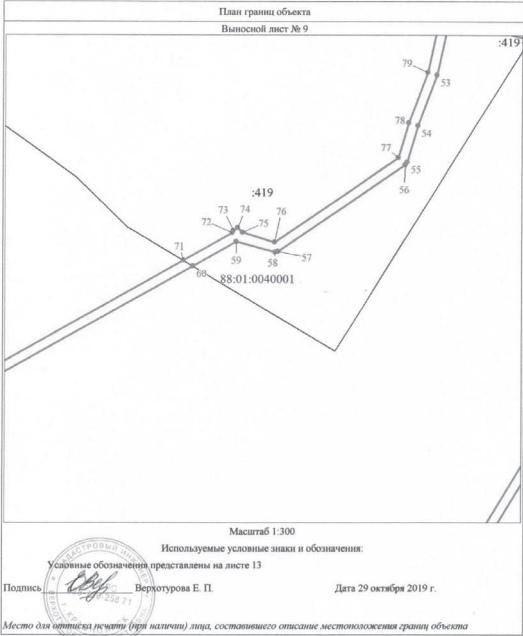 План границ объекта
Выносной лист № 9
:419
79
53
78
54
77
55
56
:419
74
73
72
75
76
71
59
57
58
60
88:01:0040001
Масштаб 1:300
Используемые условные знаки и обозначения:
Условные обозначения представлены на листе 13
Подпись Верхотурова Е. П. Дата 29 октября 2019 г.
Место для оттиска печати (при наличии) лица, составившего описание местоположения границ объекта